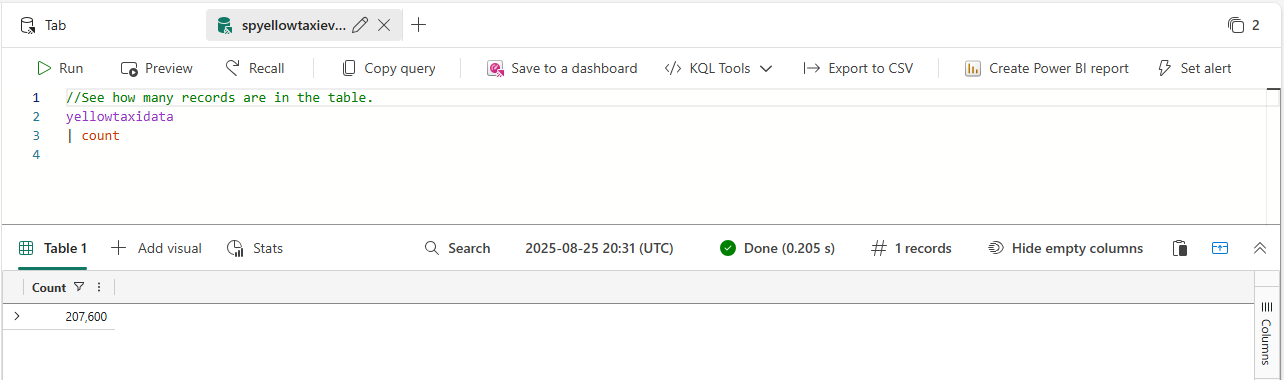 Tab spyellowtaxiev... 2
Run Preview Recall Copy query Save to a dashboard KQL Tools Export to CSV Create Power BI report Set alert
1 //See how many records are in the table.
2 yellowtaxidata
3 | count
4
Table 1 Add visual Stats Search 2025-08-25 20:31 (UTC) Done (0.205 s) 1 records Hide empty columns
Count
207,600
Columns